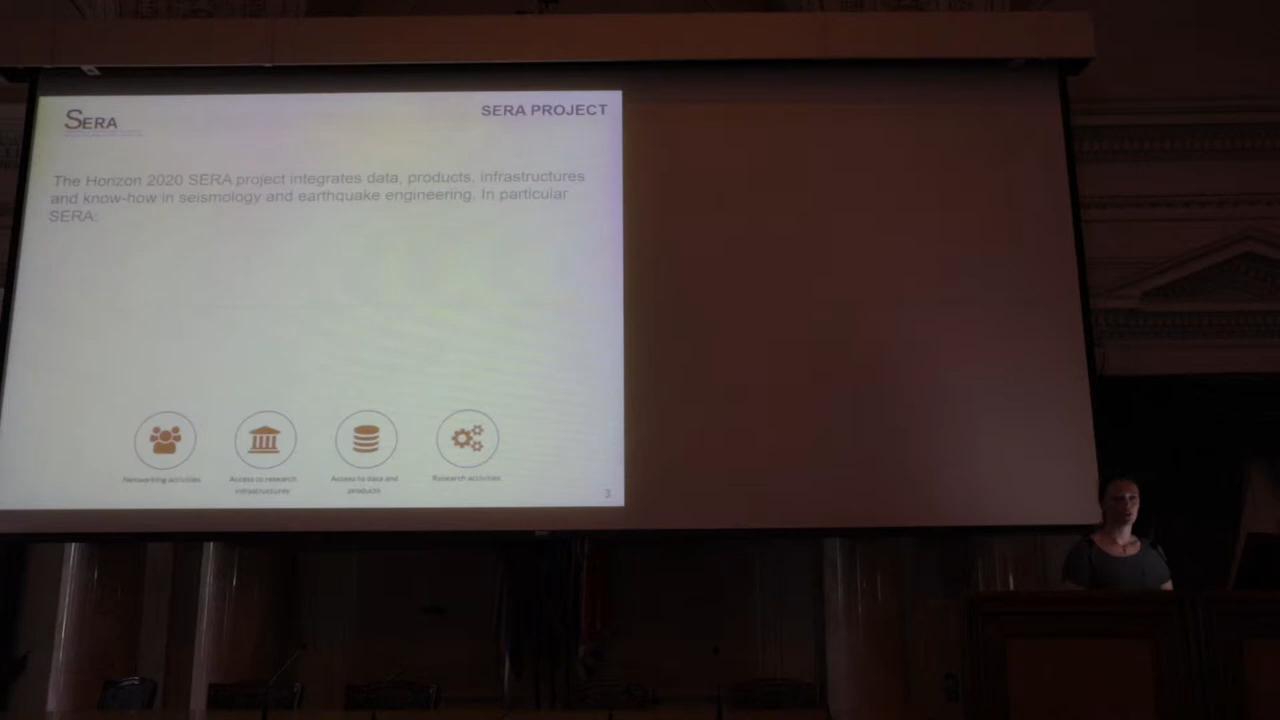 SERA
SERA PROJECT
The Horizon 2020 SERA project integrates data, products, infrastructures
and know-how in seismology and earthquake engineering. In particular
SERA:
Networking activities
Access to research
infrastructures
Access to data and
products
Research activities
3